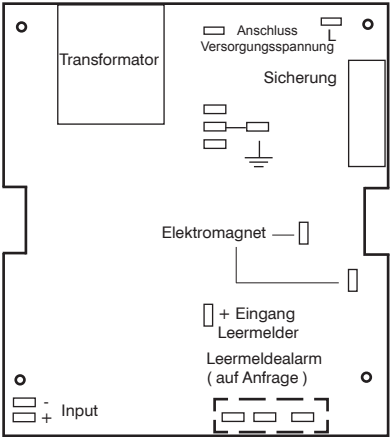 Anschluss
Versorgungsspannung
L
Transformator
Sicherung
Elektromagnet
+ Eingang
Leermelder
Leermeldealarm
( auf Anfrage )
-
+
Input